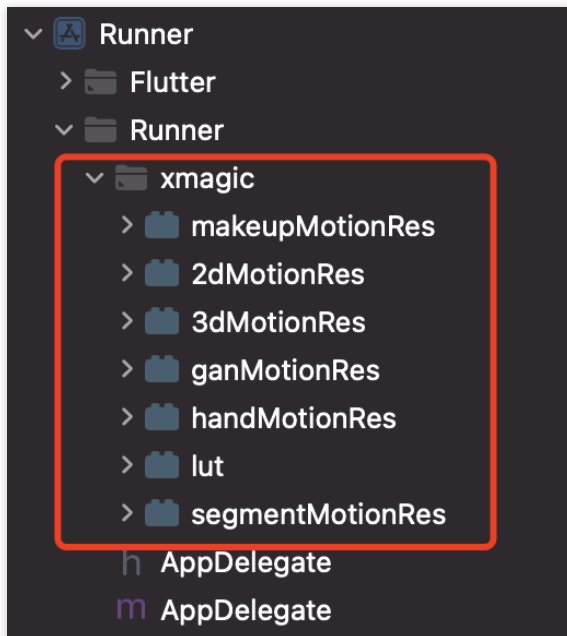 Runner
Flutter
Runner
xmagic
makeupMotionRes
2dMotionRes
3dMotionRes
ganMotionRes
handMotionRes
lut
segmentMotionRes
h AppDelegate
m AppDelegate